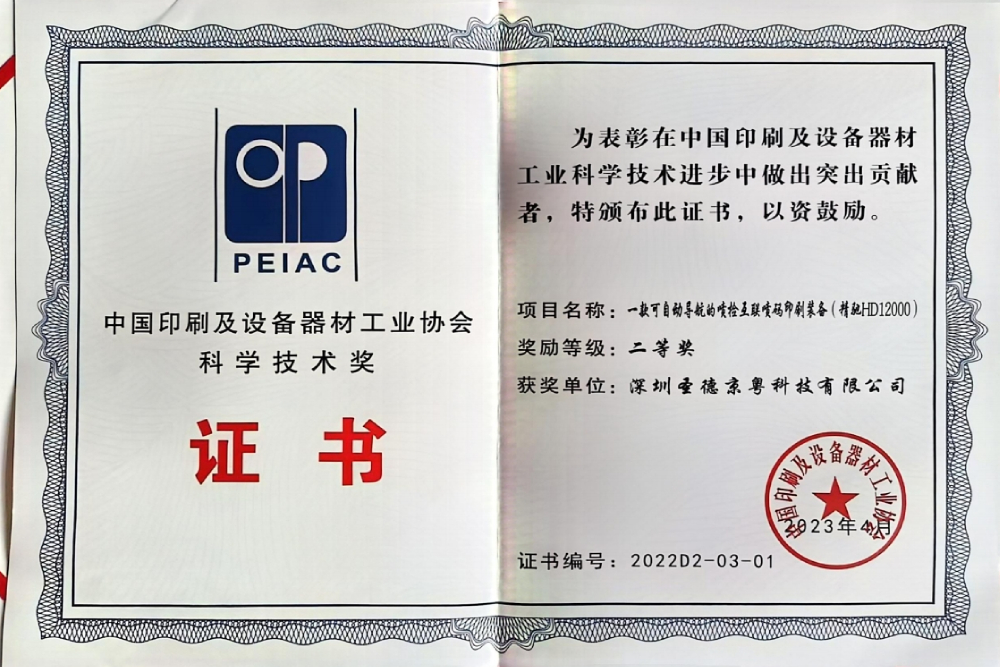 PEIAC
中国印刷及设备器材工业协会
科学技术奖
证 书
为表彰在中国印刷及设备器材
工业科学技术进步中做出突出贡献
者，特颁布此证书，以资鼓励。
项目名称：一款可自动导航的喷检互联喷码印刷装备（精驰HD12000）
奖励等级：二等奖
获奖单位：深圳圣德京粤科技有限公司
中国印刷及设备器材工业协会
2023年4月
证书编号：2022D2-03-01